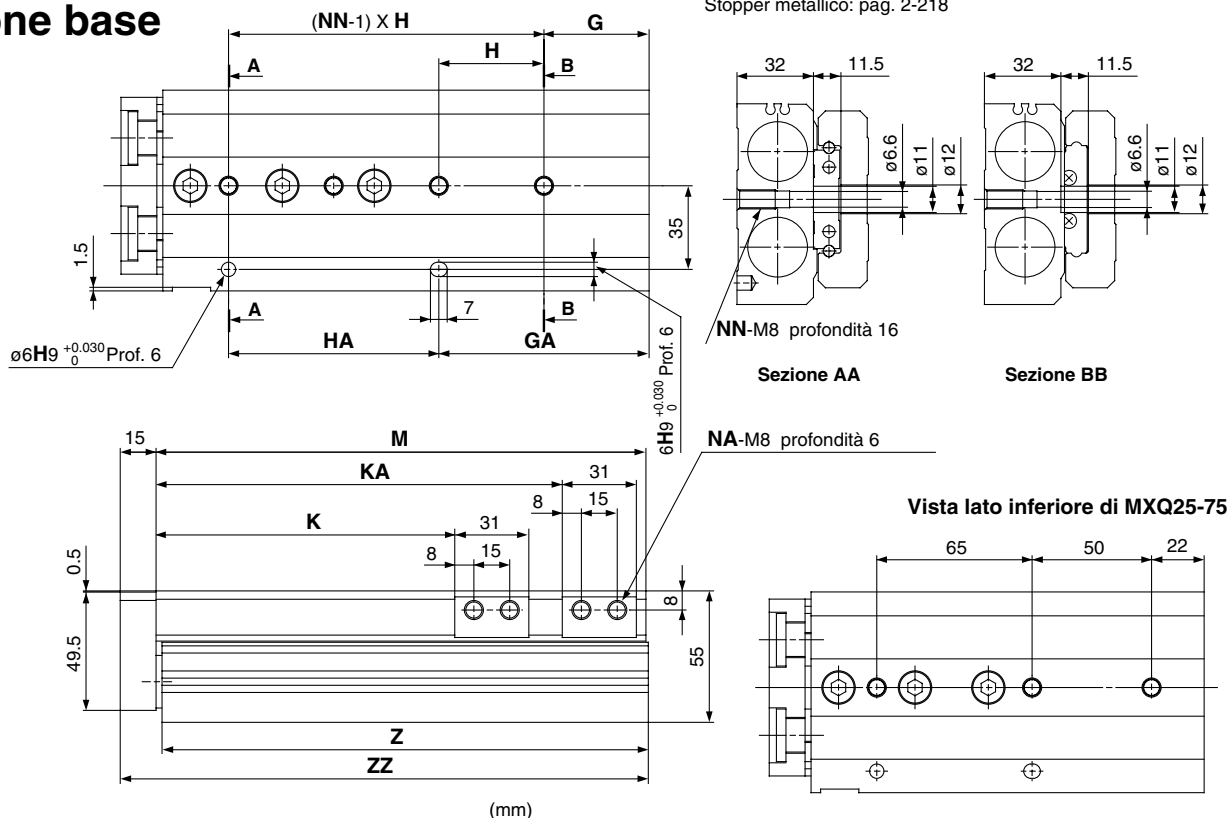 one base
Stopper metallico: pag. 2-218
(NN-1) X H
G
H
A
B
32
11.5
32
11.5
ø6.6
ø11
ø12
ø6.6
ø11
ø12
35
1.5
A
7
B
HA
GA
ø6H9 +0.030 0 Prof. 6
6H9 +0.030 0 Prof. 6
NN-M8 profondità 16
Sezione AA
Sezione BB
15
M
NA-M8 profondità 6
KA
31
8
15
K
31
8
15
0.5
49.5
8
55
Z
ZZ
(mm)
Vista lato inferiore di MXQ25-75
65
50
22